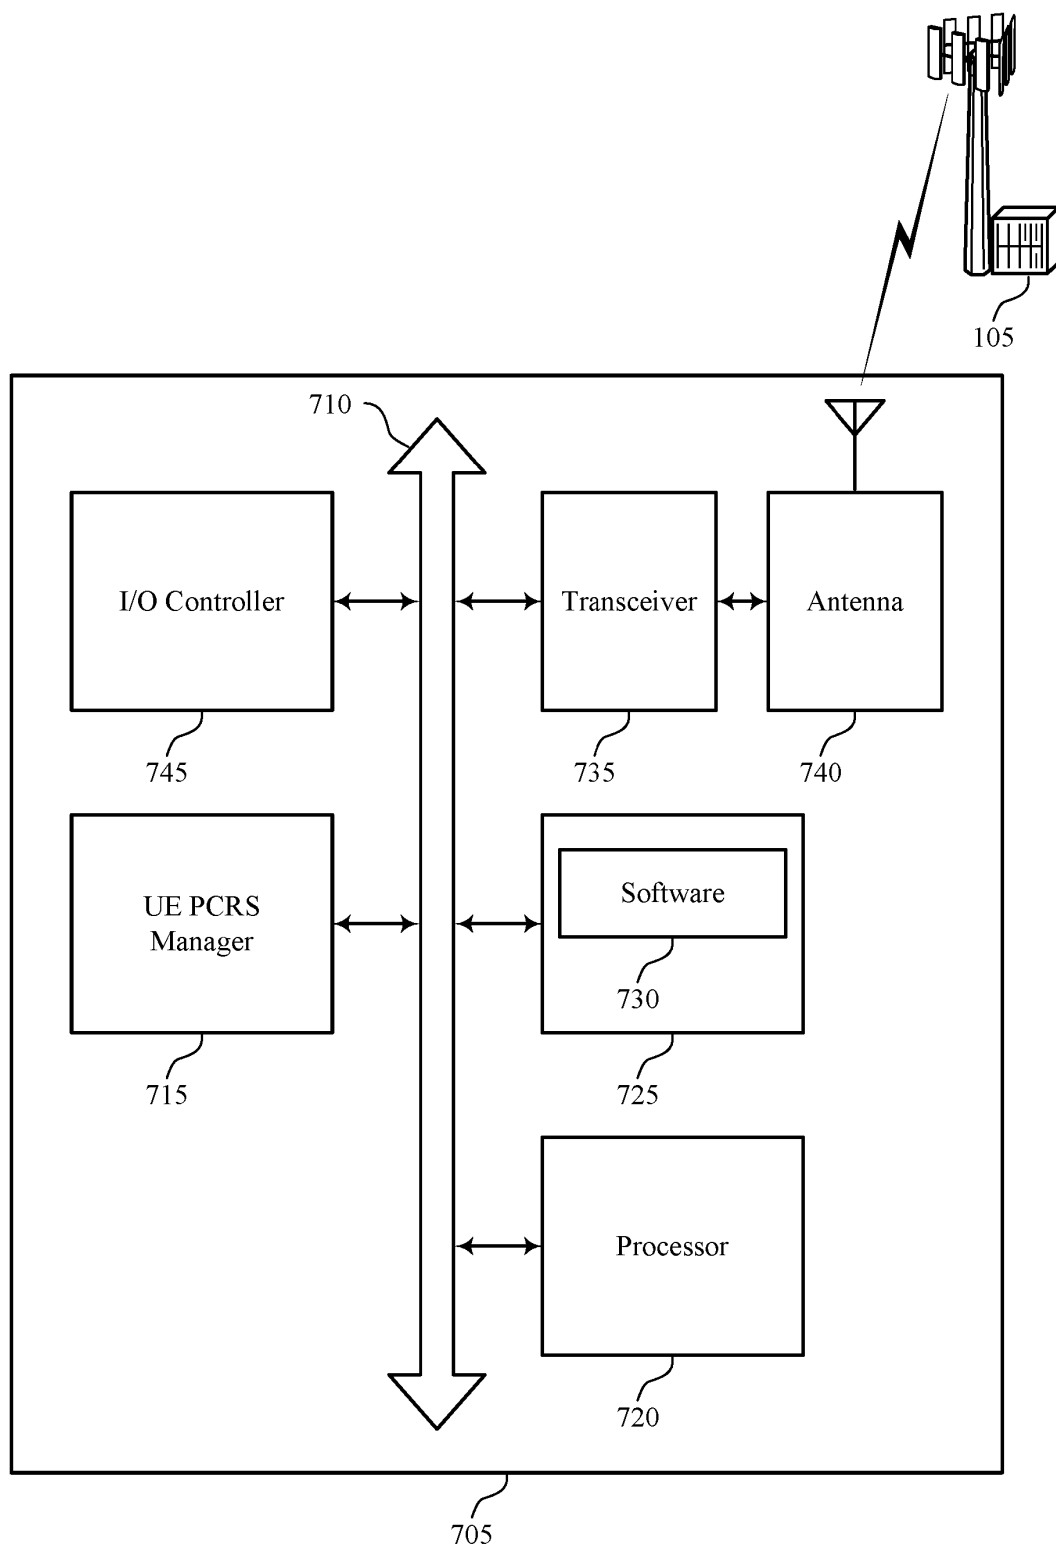 105
710
I/O Controller
Transceiver
Antenna
745
735
740
UE PCRS
Manager
Software
730
715
725
Processor
720
705